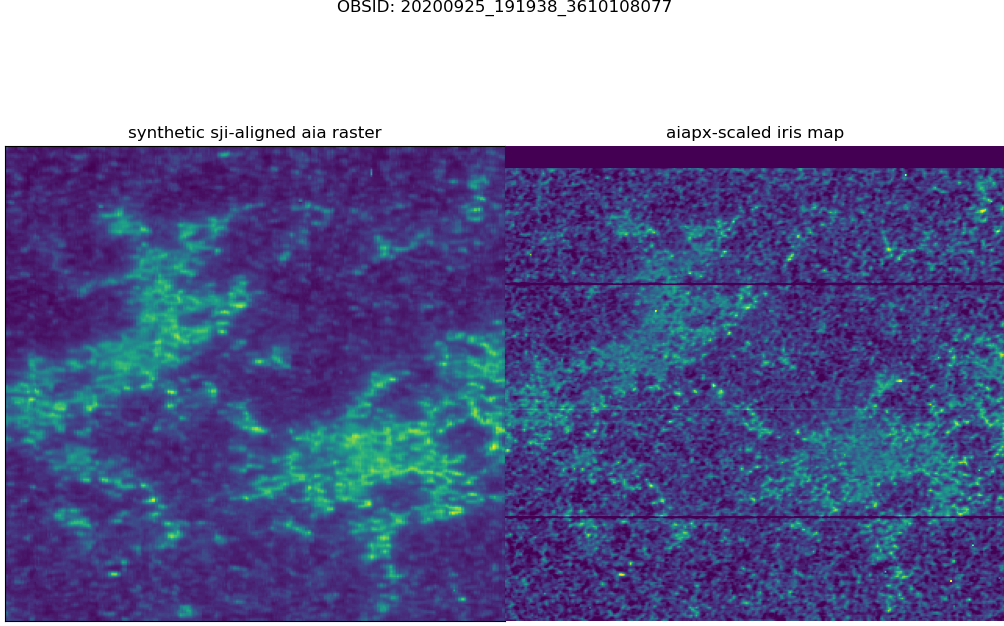 OBSID: 20200925_191938_3610108077
synthetic sji-aligned aia raster
aiapx-scaled iris map